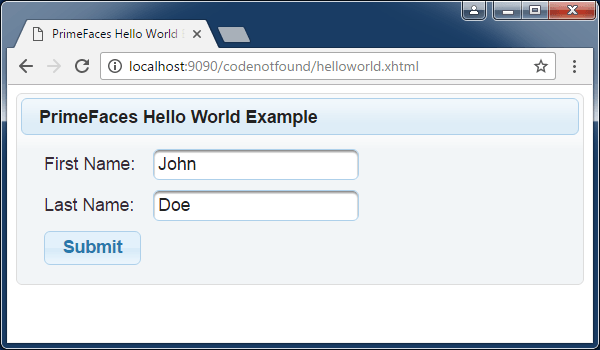 PrimeFaces Hello World
localhost:9090/codenotfound/helloworld.xhtml
PrimeFaces Hello World Example
First Name: John
Last Name: Doe
Submit